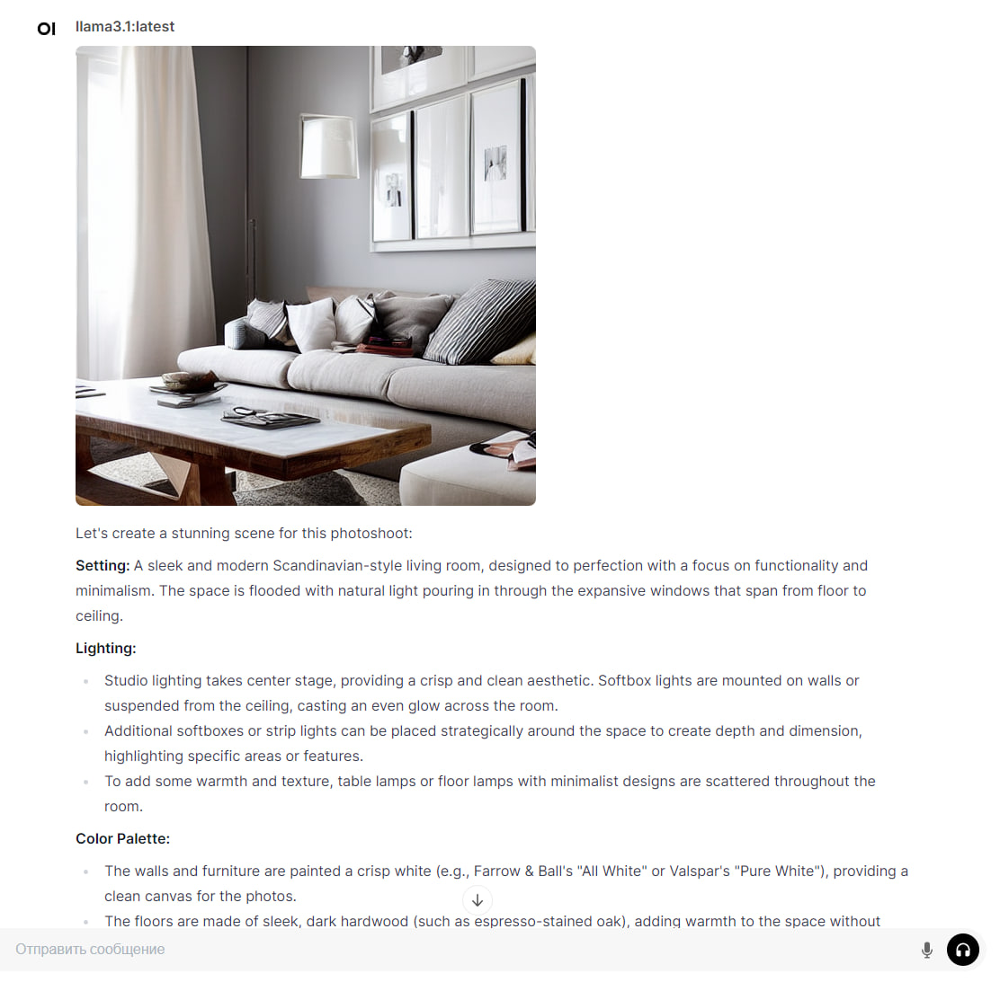 OI llama3.1:latest
Let's create a stunning scene for this photoshoot:
Setting: A sleek and modern Scandinavian-style living room, designed to perfection with a focus on functionality and
minimalism. The space is flooded with natural light pouring in through the expansive windows that span from floor to
ceiling.
Lighting:
Studio lighting takes center stage, providing a crisp and clean aesthetic. Softbox lights are mounted on walls or
suspended from the ceiling, casting an even glow across the room.
Additional softboxes or strip lights can be placed strategically around the space to create depth and dimension,
highlighting specific areas or features.
To add some warmth and texture, table lamps or floor lamps with minimalist designs are scattered throughout the
room.
Color Palette:
The walls and furniture are painted a crisp white (e.g., Farrow & Ball's "All White" or Valspar's "Pure White"), providing a
clean canvas for the photos.
The floors are made of sleek, dark hardwood (such as espresso-stained oak), adding warmth to the space without
Отправить сообщение